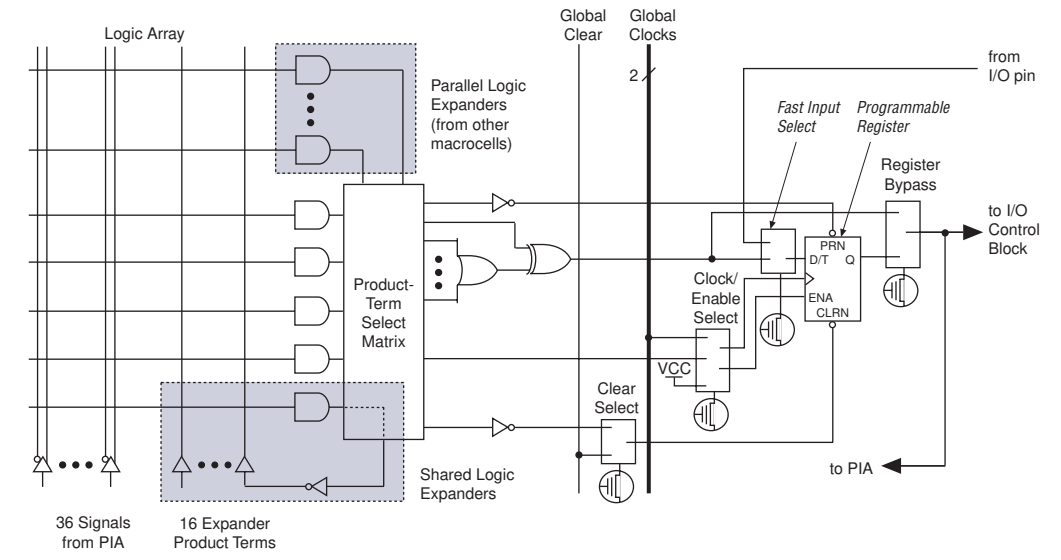 Logic Array
Parallel Logic
Expanders
(from other
macrocells)
Global
Clear
Global
Clocks
2
from
I/O pin
Fast Input
Select
Programmable
Register
Register
Bypass
to I/O
Control
Block
PRN
D/T Q
ENA
CLRN
Clock/
Enable
Select
VCC
Clear
Select
Product-
Term
Select
Matrix
to PIA
Shared Logic
Expanders
36 Signals
from PIA
16 Expander
Product Terms